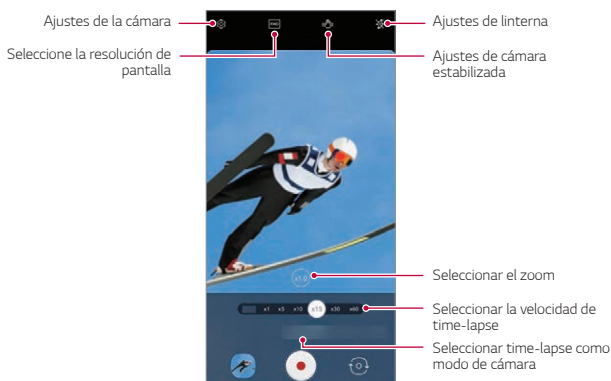 Ajustes de la cámara
Ajustes de linterna
Seleccione la resolución de
pantalla
Ajustes de cámara
estabilizada
x1.0
Seleccionar el zoom
x1 x5 x10 x15 x30 x60
Seleccionar la velocidad de
time-lapse
Seleccionar time-lapse como
modo de cámara